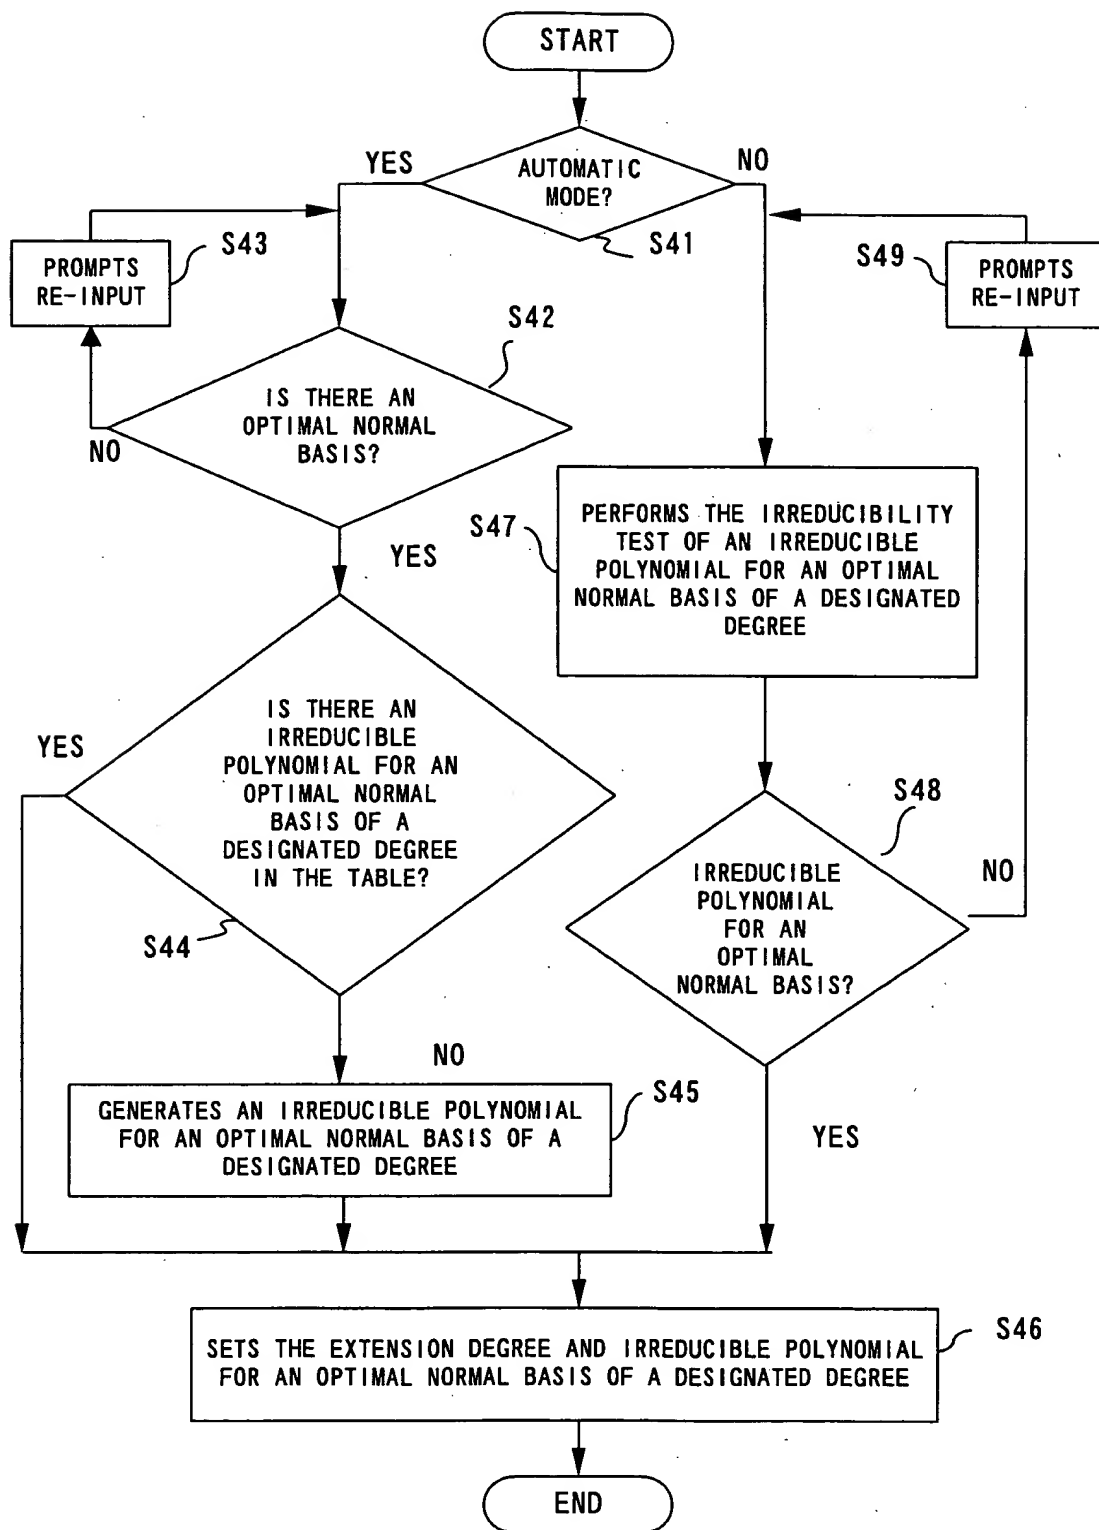 START
AUTOMATIC
MODE?
YES
NO
S41
PROMPTS
RE-INPUT
S43
S49
PROMPTS
RE-INPUT
S42
IS THERE AN
OPTIMAL NORMAL
BASIS?
NO
YES
S47
PERFORMS THE IRREDUCIBILITY
TEST OF AN IRREDUCIBLE
POLYNOMIAL FOR AN OPTIMAL
NORMAL BASIS OF A DESIGNATED
DEGREE
YES
IS THERE AN
IRREDUCIBLE
POLYNOMIAL FOR AN
OPTIMAL NORMAL
BASIS OF A
DESIGNATED DEGREE
IN THE TABLE?
S44
S48
IRREDUCIBLE
POLYNOMIAL
FOR AN
OPTIMAL
NORMAL BASIS?
NO
NO
YES
GENERATES AN IRREDUCIBLE POLYNOMIAL
FOR AN OPTIMAL NORMAL BASIS OF A
DESIGNATED DEGREE
S45
SETS THE EXTENSION DEGREE AND IRREDUCIBLE POLYNOMIAL
FOR AN OPTIMAL NORMAL BASIS OF A DESIGNATED DEGREE
S46
END